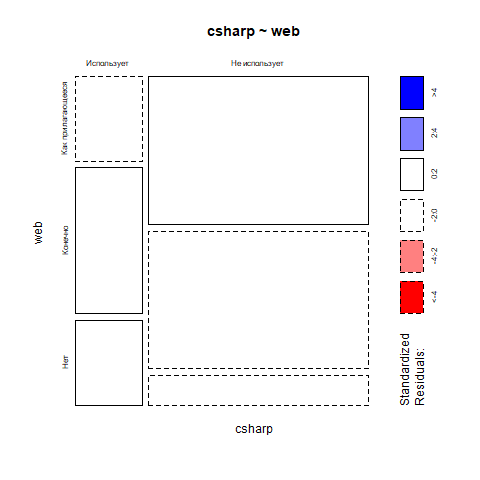 csharp ~ web
Использует
Не использует
Как прилагающееся
Конечно
Нет
web
csharp
>4
2:4
0:2
-2:0
-4:-2
<-4
Standardized
Residuals: